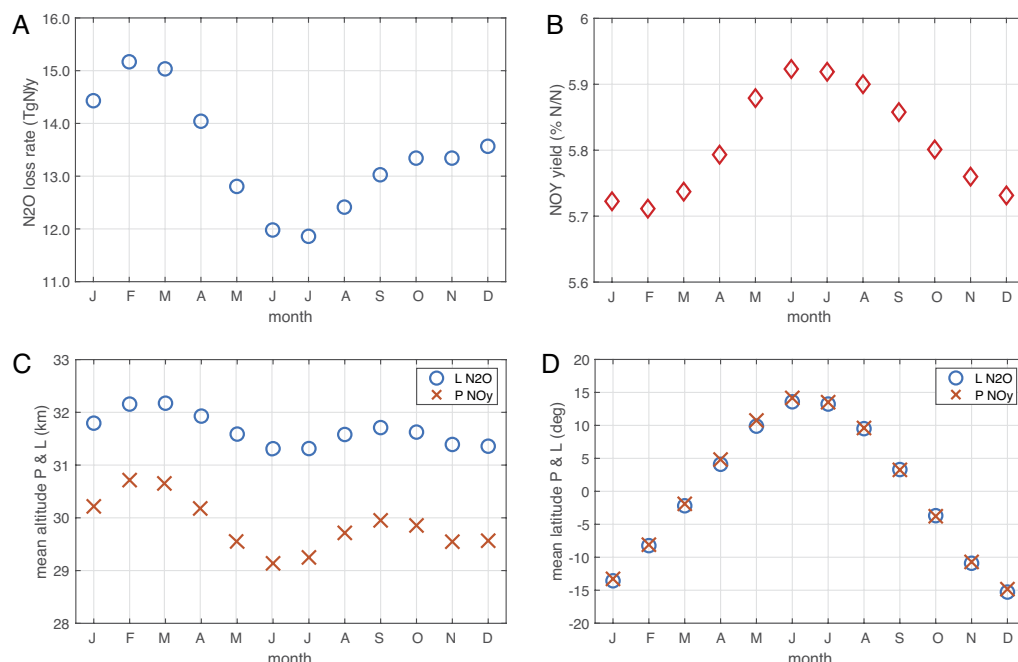 A
N2O loss rate (TgN/y)
16.0
15.0
14.0
13.0
12.0
11.0
J F M A M J J A S O N D
month
B
NOY yield (% N/N)
6
5.9
5.8
5.7
5.6
J F M A M J J A S O N D
month
C
mean altitude P & L (km)
33
32
31
30
29
28
L N2O
P NOy
J F M A M J J A S O N D
month
D
mean latitude P & L (deg)
20
15
10
5
0
-5
-10
-15
-20
L N2O
P NOy
J F M A M J J A S O N D
month